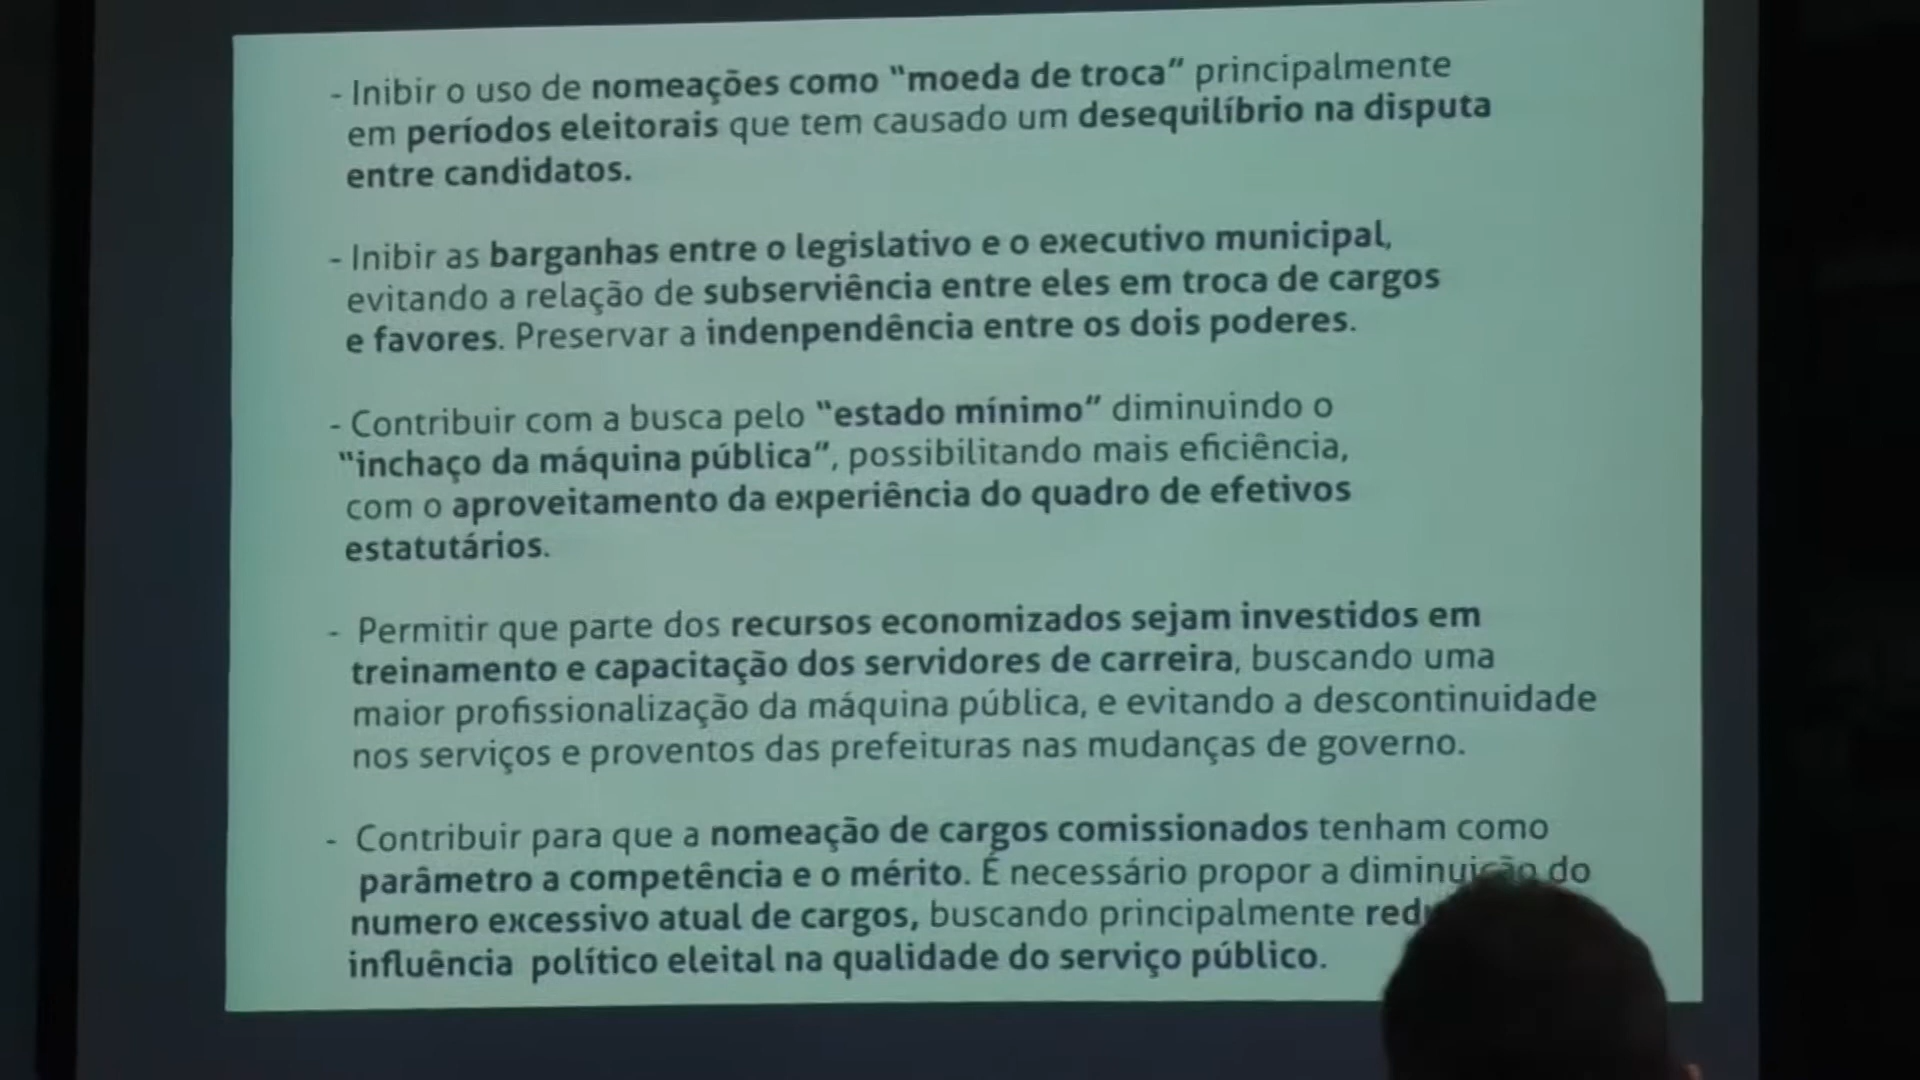 - Inibir o uso de nomeações como “moeda de troca” principalmente
em períodos eleitorais que tem causado um desequilíbrio na disputa
entre candidatos.
- Inibir as barganhas entre o legislativo e o executivo municipal,
evitando a relação de subserviência entre eles em troca de cargos
e favores. Preservar a indenpendência entre os dois poderes.
- Contribuir com a busca pelo “estado mínimo” diminuindo o
“inchaço da máquina pública”, possibilitando mais eficiência,
com o aproveitamento da experiência do quadro de efetivos
estatutários.
- Permitir que parte dos recursos economizados sejam investidos em
treinamento e capacitação dos servidores de carreira, buscando uma
maior profissionalização da máquina pública, e evitando a descontinuidade
nos serviços e proventos das prefeituras nas mudanças de governo.
- Contribuir para que a nomeação de cargos comissionados tenham como
parâmetro a competência e o mérito. É necessário propor a diminuição do
numero excessivo atual de cargos, buscando principalmente
influência político eleital na qualidade do serviço público.